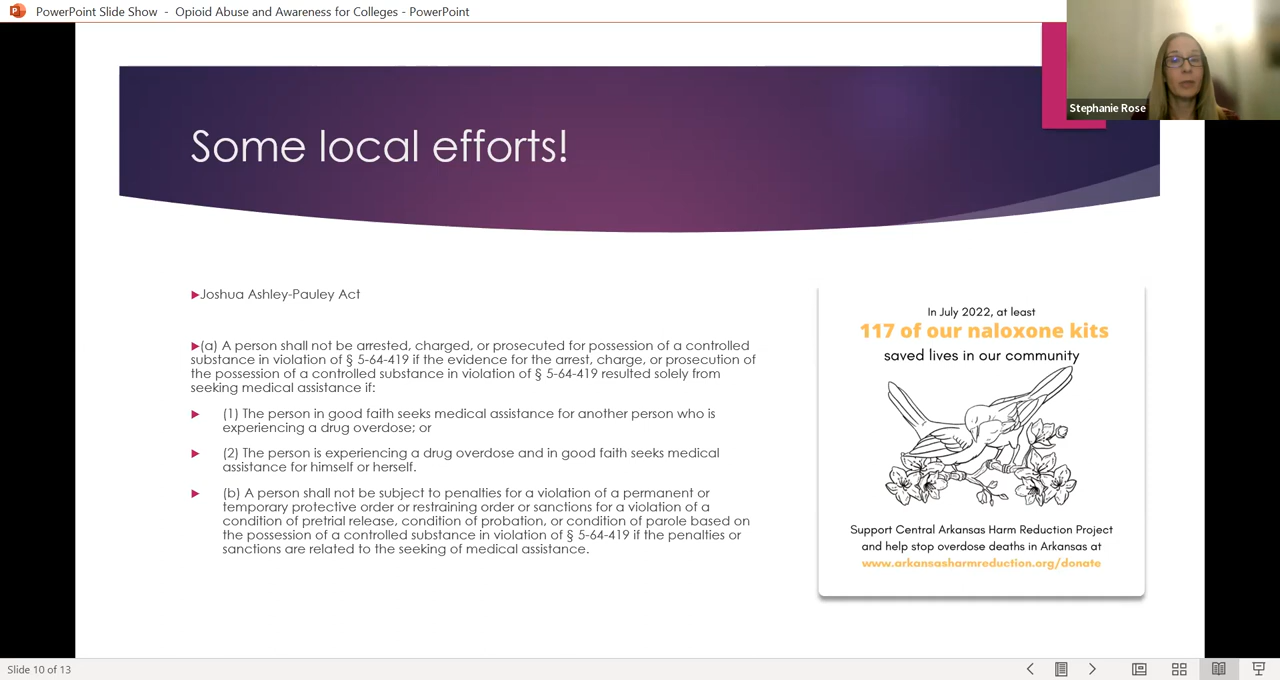 PowerPoint Slide Show - Opioid Abuse and Awareness for Colleges - PowerPoint
Stephanie Rose
Some local efforts!
Joshua Ashley-Pauley Act
(a) A person shall not be arrested, charged, or prosecuted for possession of a controlled
substance in violation of § 5-64-419 if the evidence for the arrest, charge, or prosecution of
the possession of a controlled substance in violation of § 5-64-419 resulted solely from
seeking medical assistance if:
(1) The person in good faith seeks medical assistance for another person who is
experiencing a drug overdose; or
(2) The person is experiencing a drug overdose and in good faith seeks medical
assistance for himself or herself.
(b) A person shall not be subject to penalties for a violation of a permanent or
temporary protective order or restraining order or sanctions for a violation of a
condition of pretrial release, condition of probation, or condition of parole based on
the possession of a controlled substance in violation of § 5-64-419 if the penalties or
sanctions are related to the seeking of medical assistance.
In July 2022, at least
117 of our naloxone kits
saved lives in our community
Support Central Arkansas Harm Reduction Project
and help stop overdose deaths in Arkansas at
www.arkansasharmreduction.org/donate
Slide 10 of 13